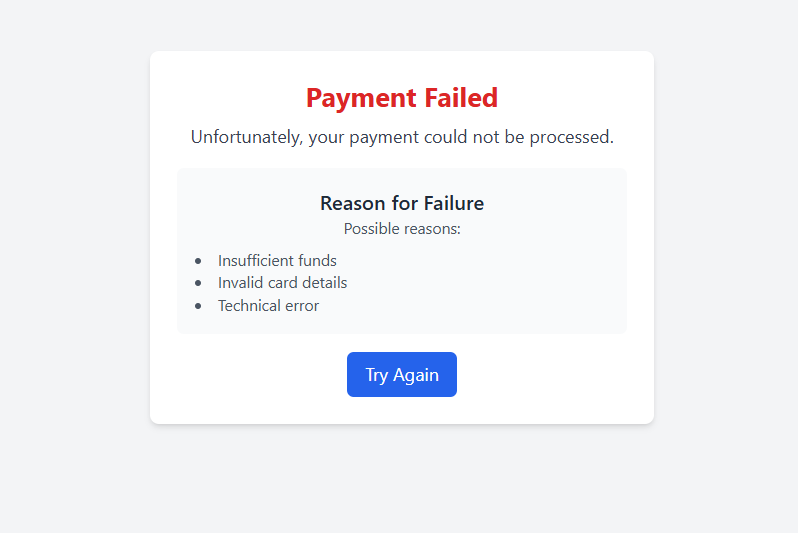 Payment Failed
Unfortunately, your payment could not be processed.
Reason for Failure
Possible reasons:
Insufficient funds
Invalid card details
Technical error
Try Again